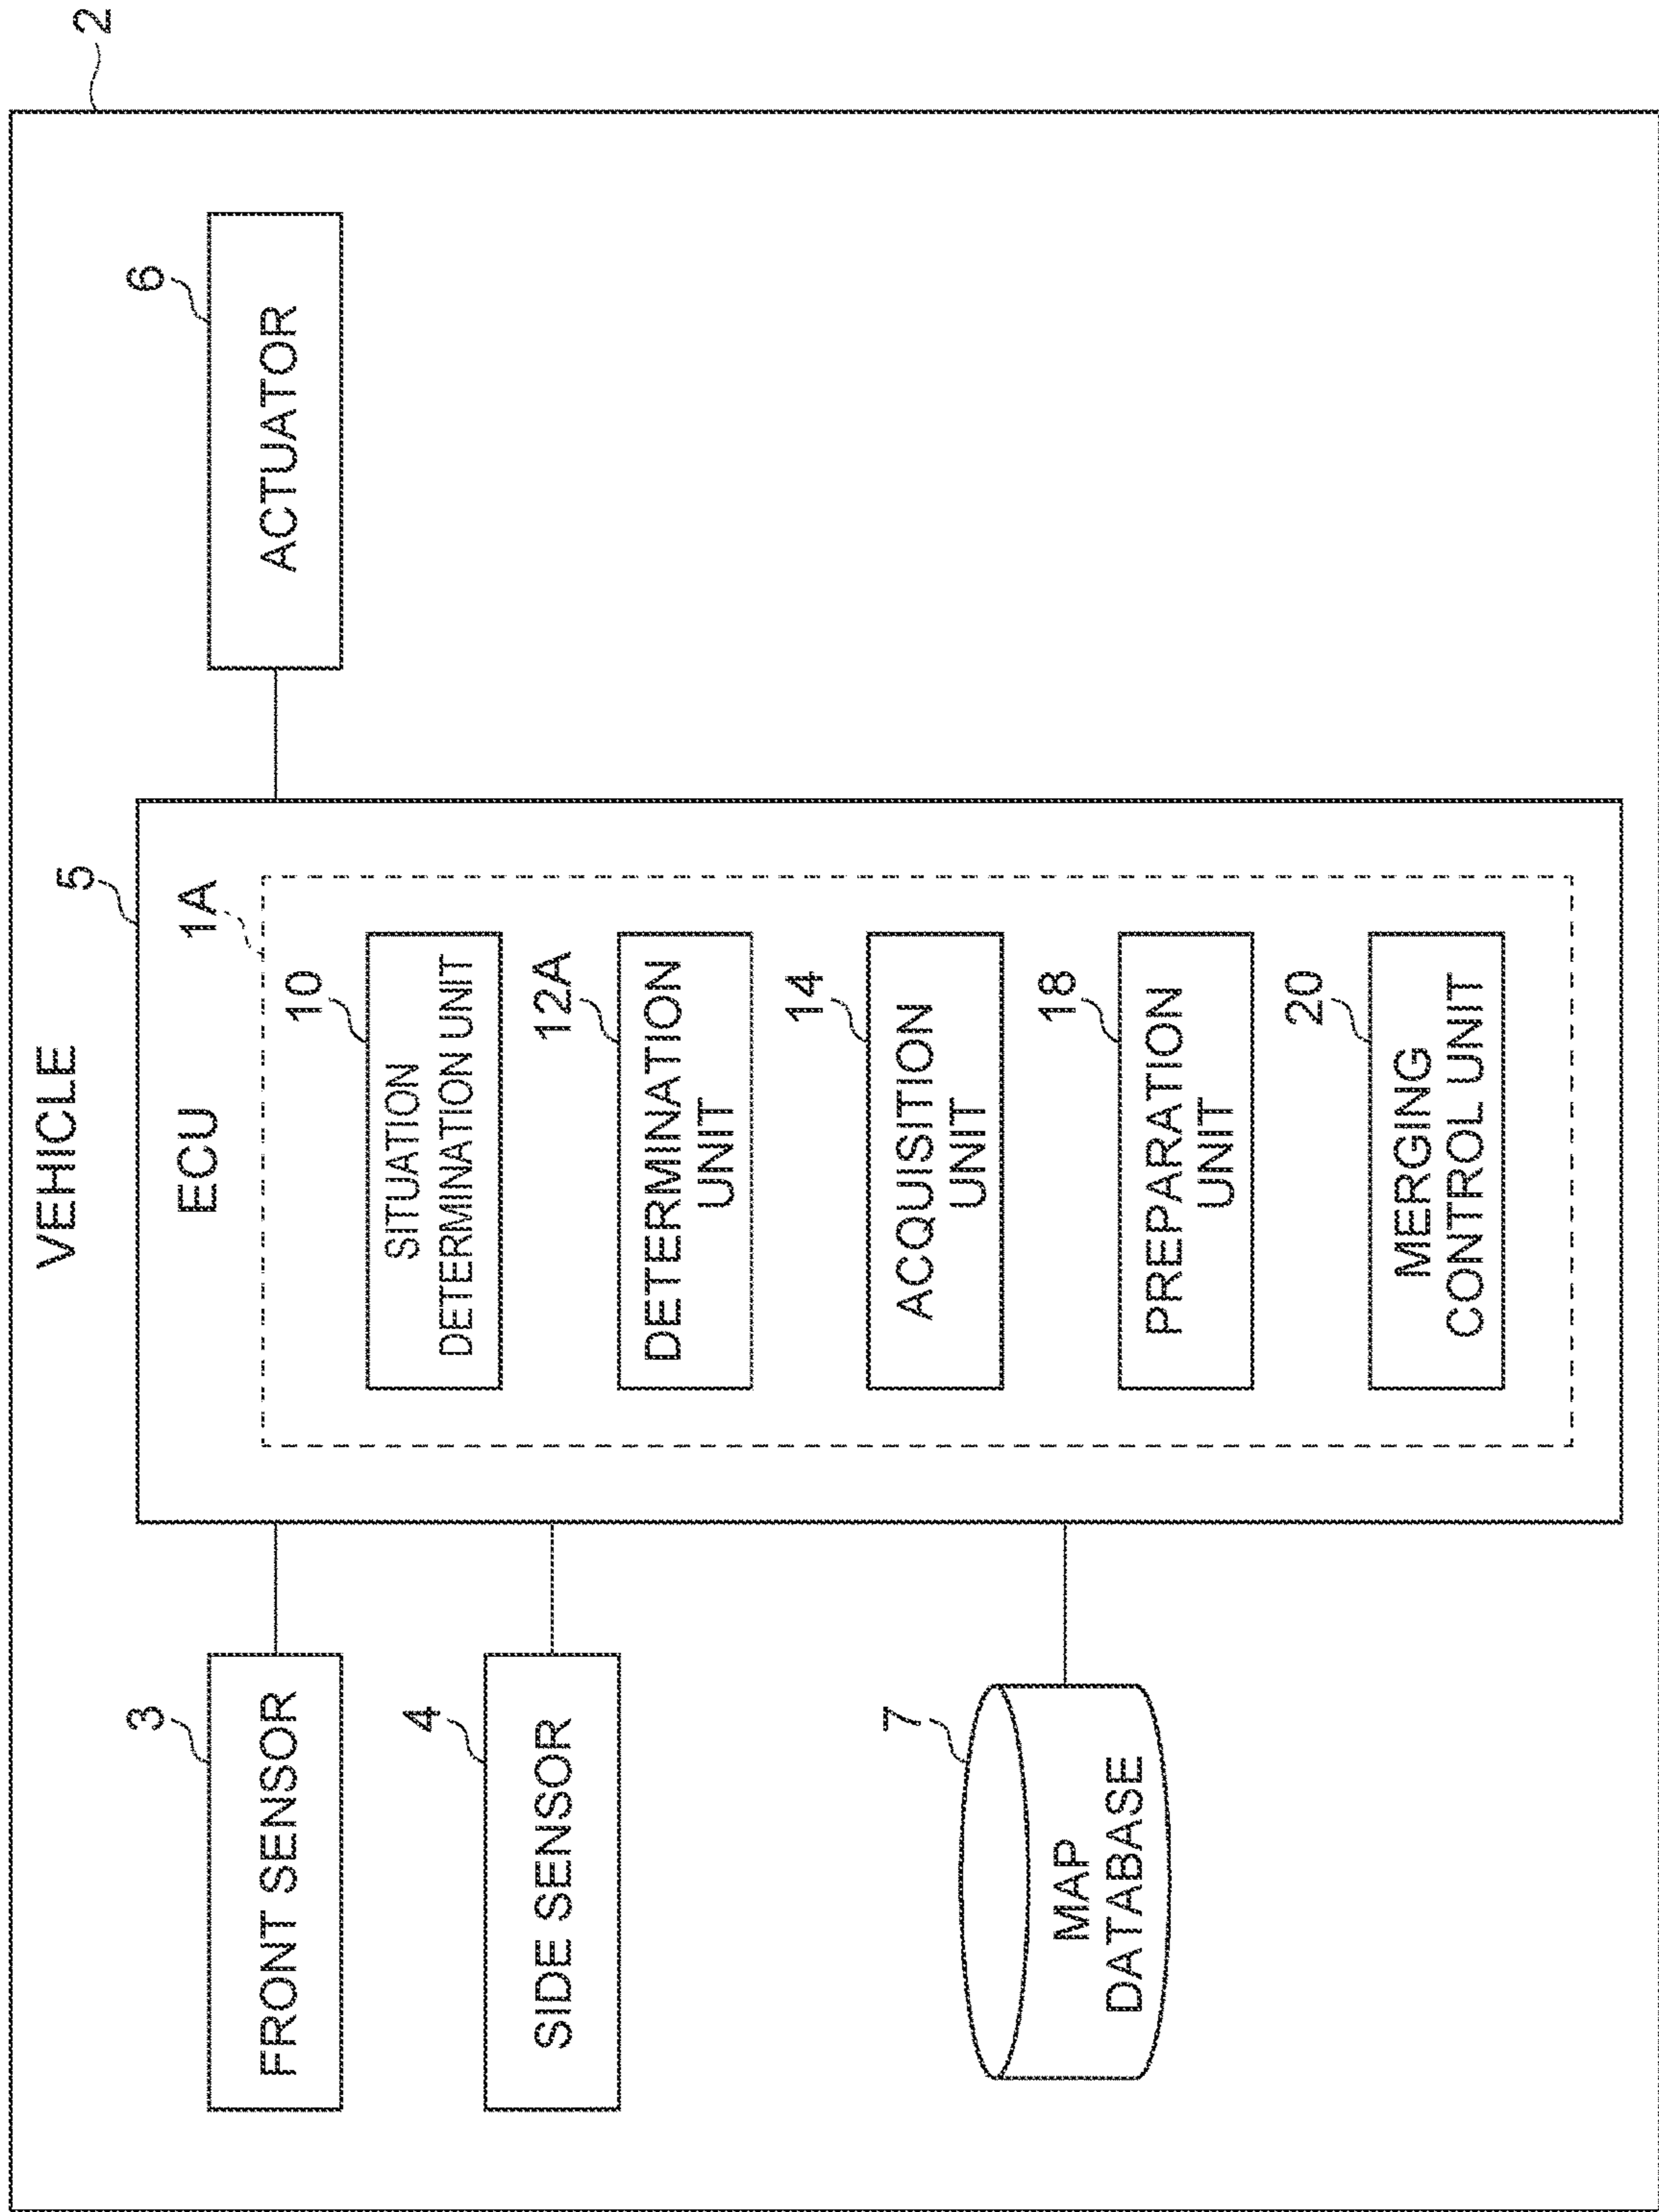 2
VEHICLE
5
ECU
1A
3
FRONT SENSOR
4
SIDE SENSOR
7
MAP
DATABASE
10
SITUATION
DETERMINATION UNIT
12A
DETERMINATION
UNIT
14
ACQUISITION
UNIT
18
PREPARATION
UNIT
20
MERGING
CONTROL UNIT
6
ACTUATOR